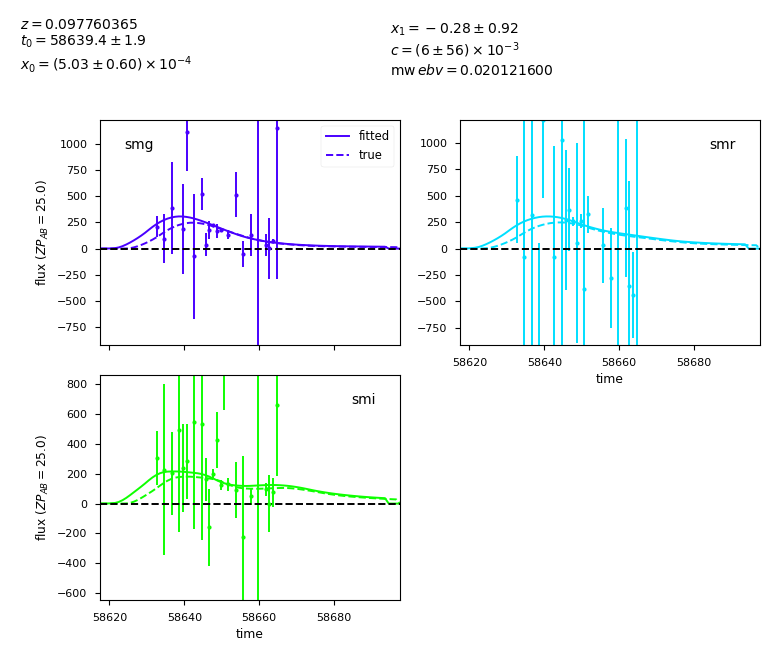 z = 0.097760365
t₀ = 58639.4 ± 1.9
x₀ = (5.03 ± 0.60) × 10⁻⁴
x₁ = −0.28 ± 0.92
c = (6 ± 56) × 10⁻³
mw ebv = 0.020121600
smg
fitted
true
1000
750
500
250
0
−250
−500
−750
flux (ZP_AB = 25.0)
smr
1000
750
500
250
0
−250
−500
−750
58620 58640 58660 58680
time
smi
800
600
400
200
0
−200
−400
−600
flux (ZP_AB = 25.0)
58620 58640 58660 58680
time